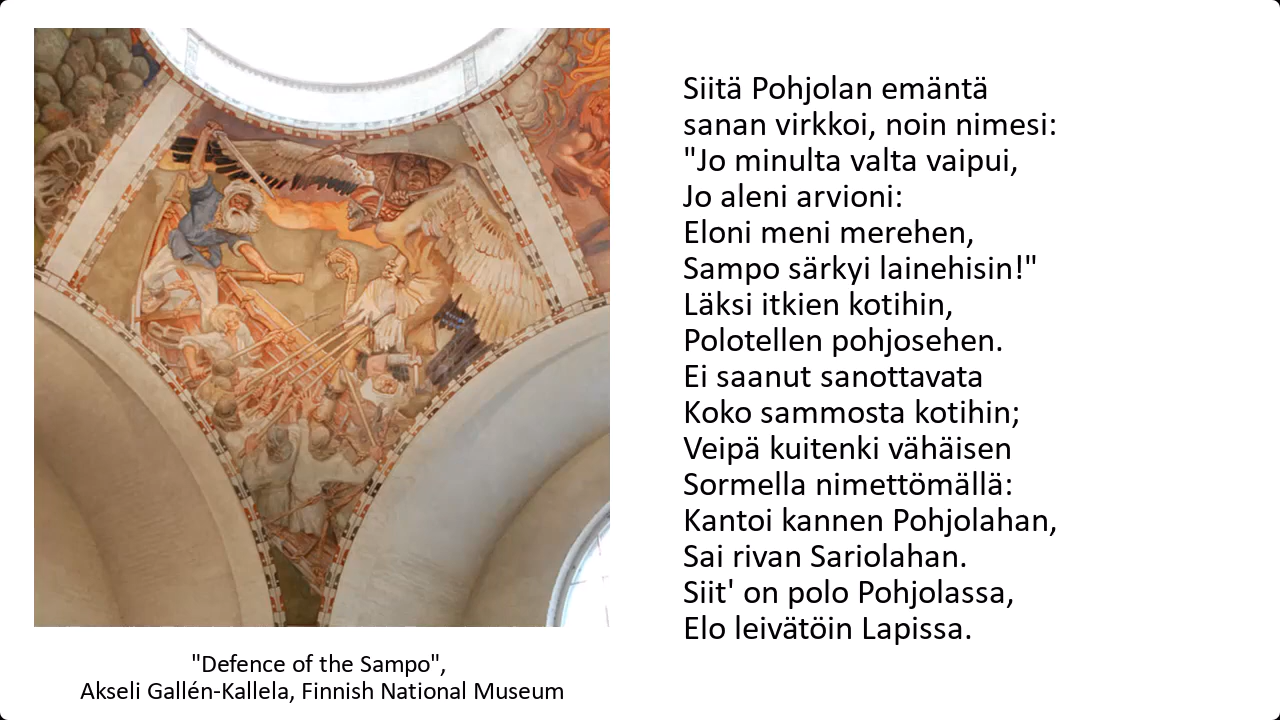 Siitä Pohjolan emäntä
sanan virkkoi, noin nimesi:
"Jo minulta valta vaipui,
Jo aleni arvioni:
Eloni meni merehen,
Sampo särkyi lainehisin!"
Läksi itkien kotihin,
Polotellen pohjosehen.
Ei saanut sanottavata
Koko sammosta kotihin;
Veipä kuitenki vähäisen
Sormella nimettömällä:
Kantoi kannen Pohjolahan,
Sai rivan Sariolahan.
Siit' on polo Pohjolassa,
Elo leivätöin Lapissa.
"Defence of the Sampo",
Akseli Gallén-Kallela, Finnish National Museum